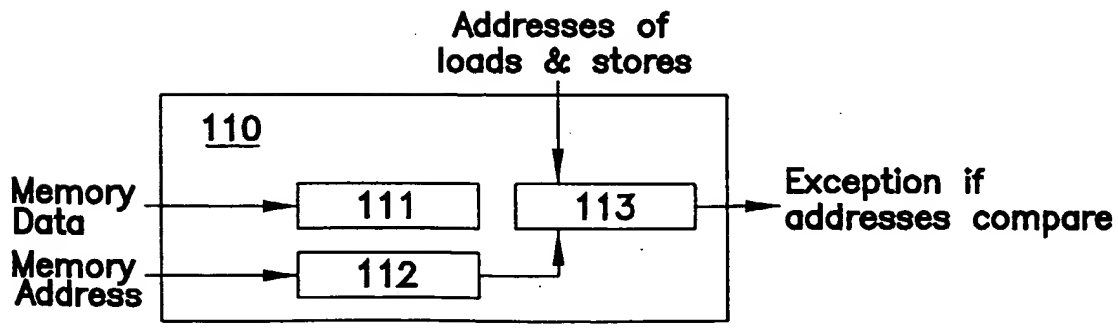 Addresses of
loads & stores
110
Memory
Data
111
113
Exception if
addresses compare
Memory
Address
112